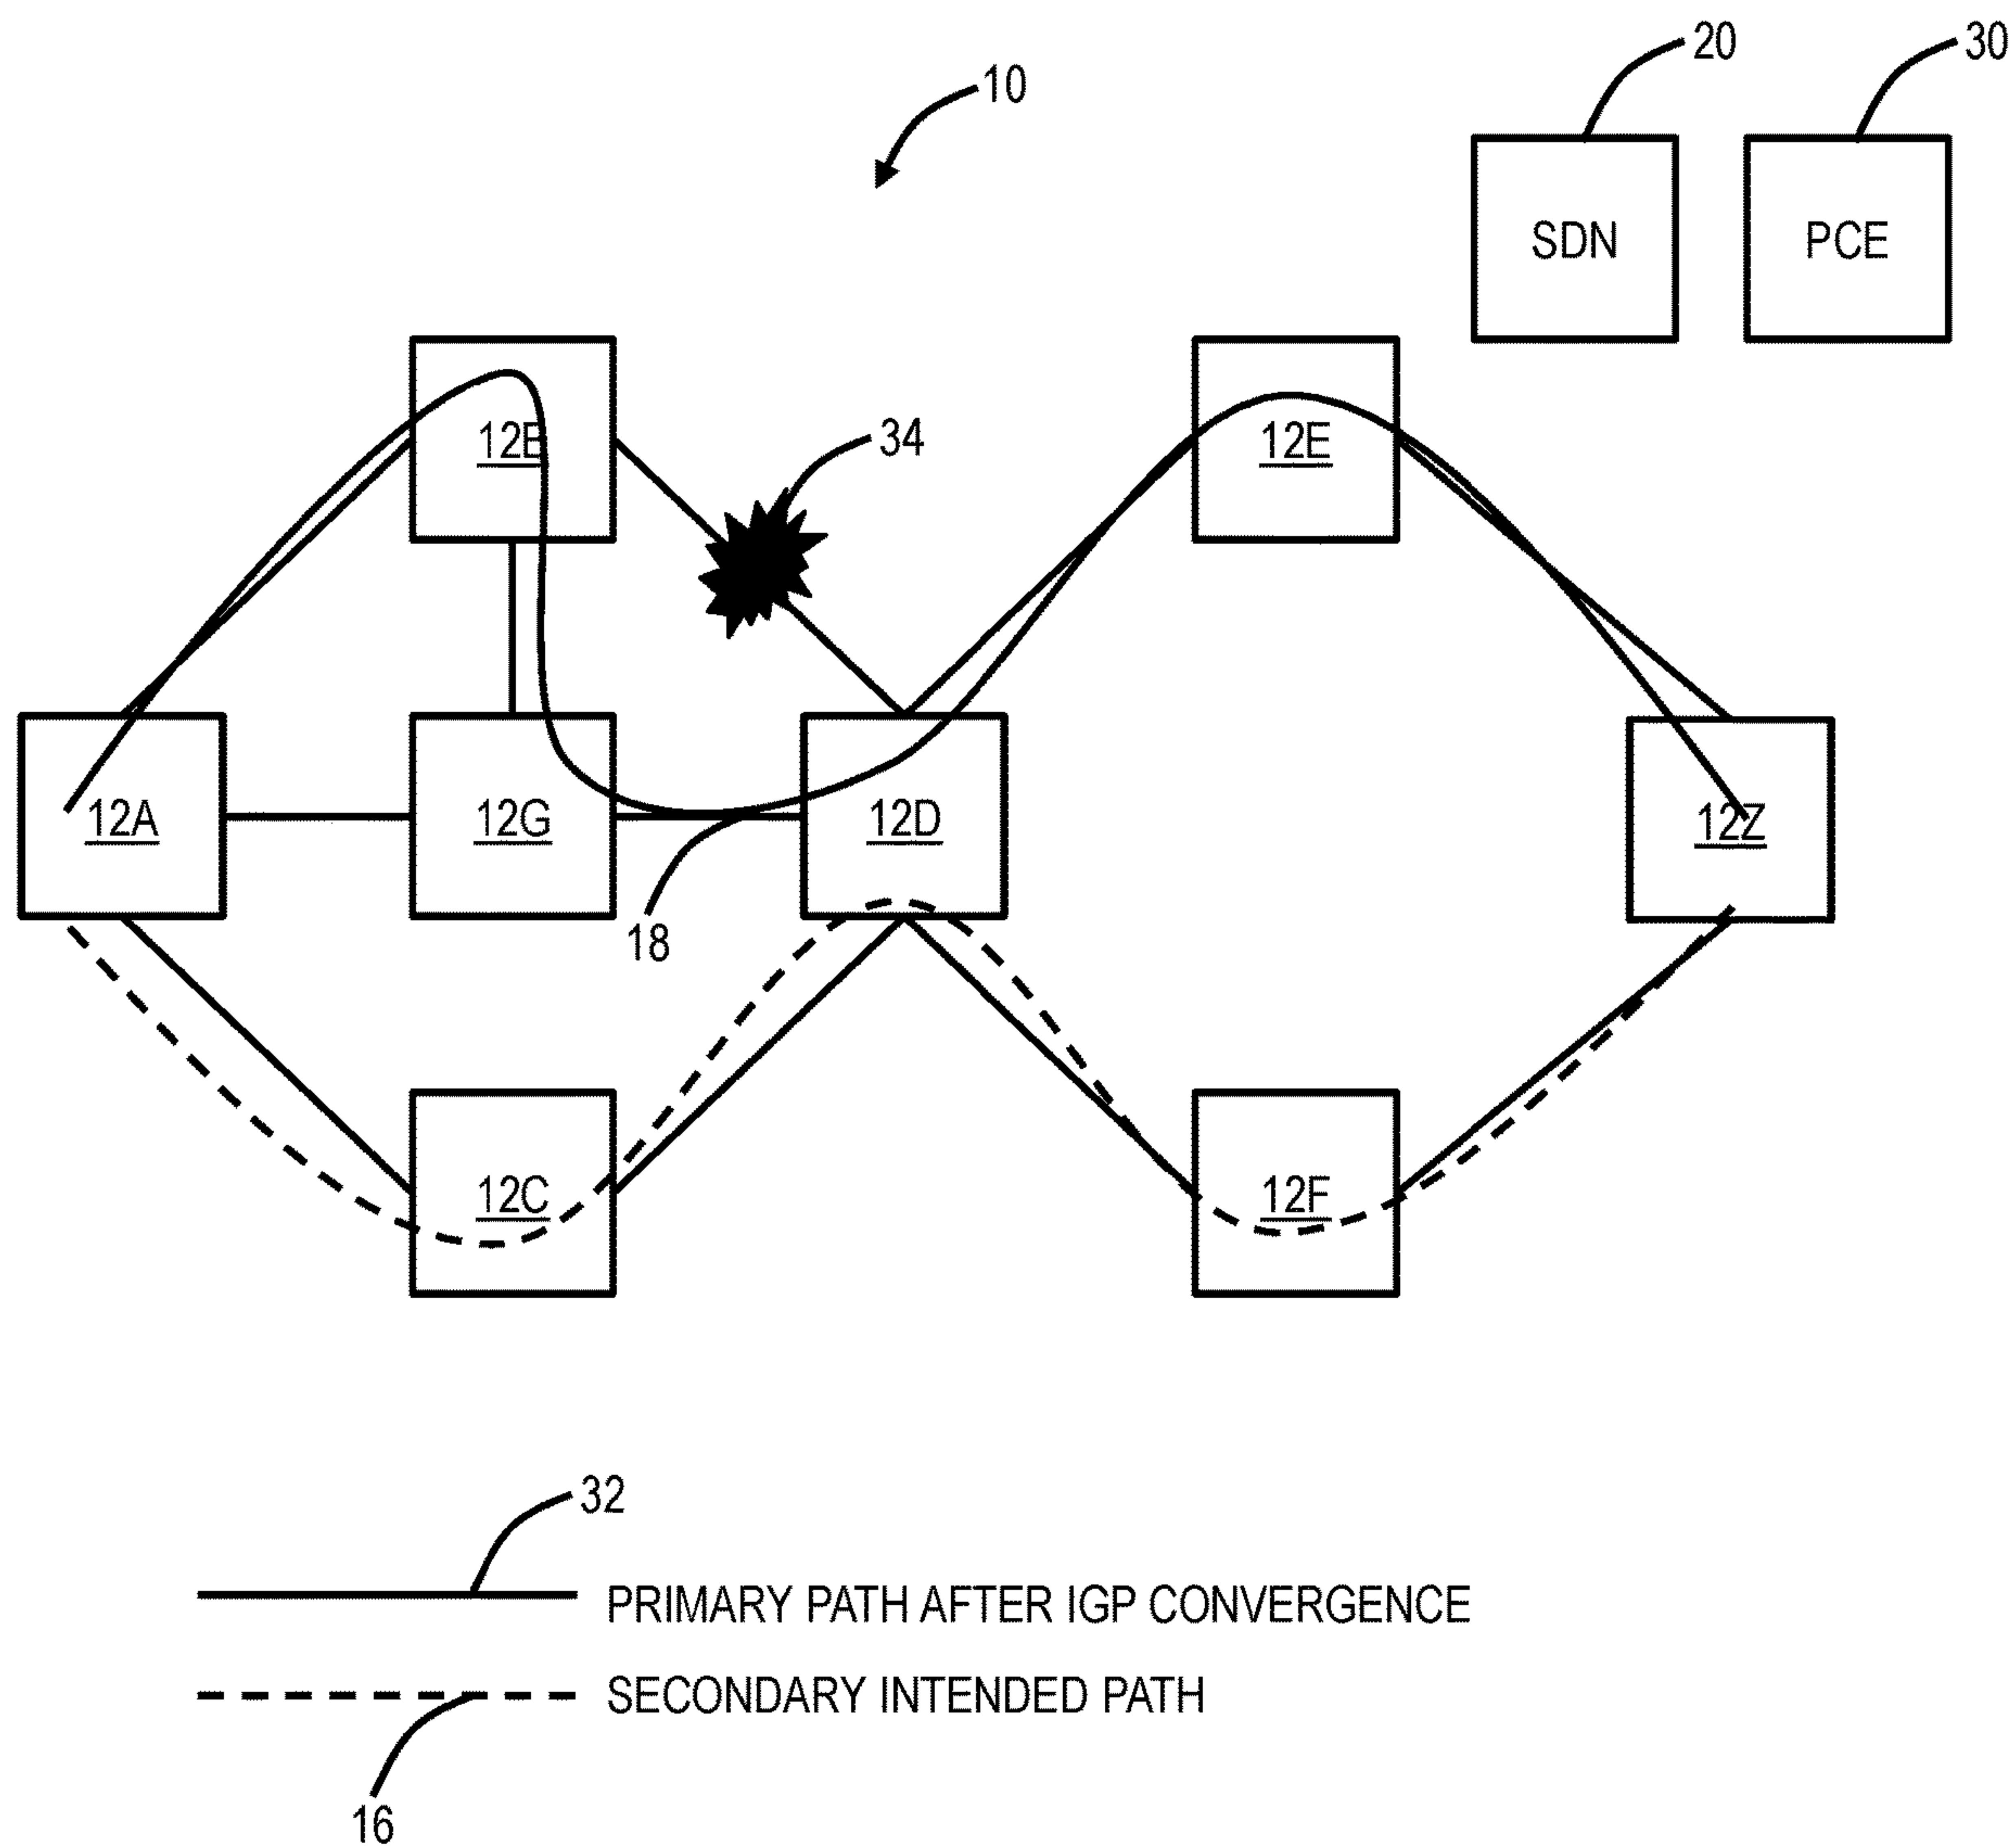 20
30
10
SDN
PCE
12B
34
12E
12A
12G
12D
12Z
18
12C
12F
32
PRIMARY PATH AFTER IGP CONVERGENCE
SECONDARY INTENDED PATH
16